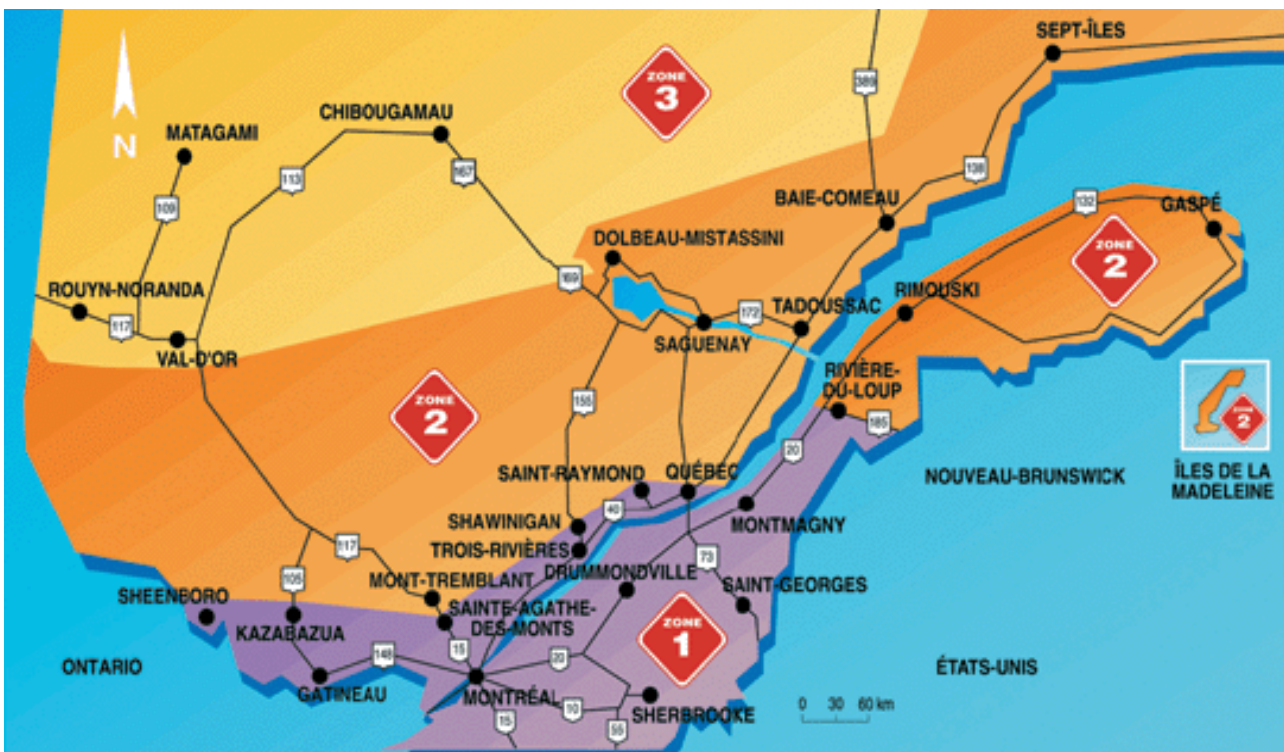 SEPT-ÎLES
ZONE
3
389
CHIBOUGAMAU
MATAGAMI
N
113
167
138
109
BAIE-COMEAU
132
GASPÉ
DOLBEAU-MISTASSINI
ZONE
2
ROUYN-NORANDA
169
TADOUSSAC
RIMOUSKI
117
172
SAGUENAY
VAL-D'OR
RIVIÈRE-
DU-LOUP
155
ZONE
2
185
ZONE
2
20
SAINT-RAYMOND
QUÉBEC
NOUVEAU-BRUNSWICK
ÎLES DE LA
MADELEINE
40
SHAWINIGAN
MONTMAGNY
117
TROIS-RIVIÈRES
73
105
MONT-TREMBLANT
DRUMMONDVILLE
SAINT-GEORGES
SHEENBORO
SAINTE-AGATHE-
DES-MONTS
KAZABAZUA
ZONE
1
15
148
20
ONTARIO
ÉTATS-UNIS
GATINEAU
MONTRÉAL
SHERBROOKE
0 30 60 km
10
15
55